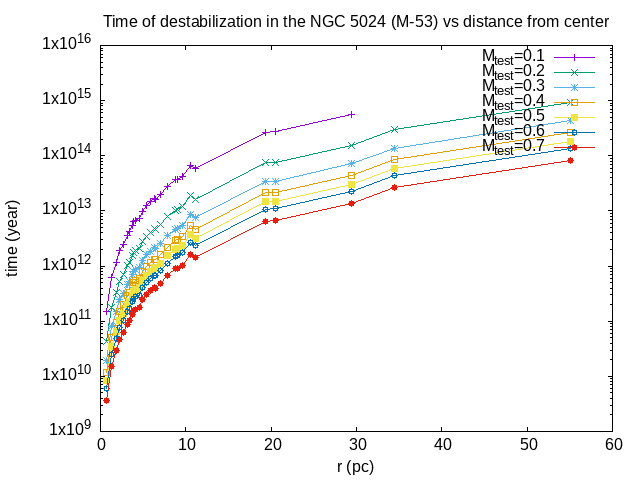 Time of destabilization in the NGC 5024 (M-53) vs distance from center
1x10^16
1x10^15
1x10^14
1x10^13
1x10^12
1x10^11
1x10^10
1x10^9
time (year)
M_test=0.1
M_test=0.2
M_test=0.3
M_test=0.4
M_test=0.5
M_test=0.6
M_test=0.7
0 10 20 30 40 50 60
r (pc)